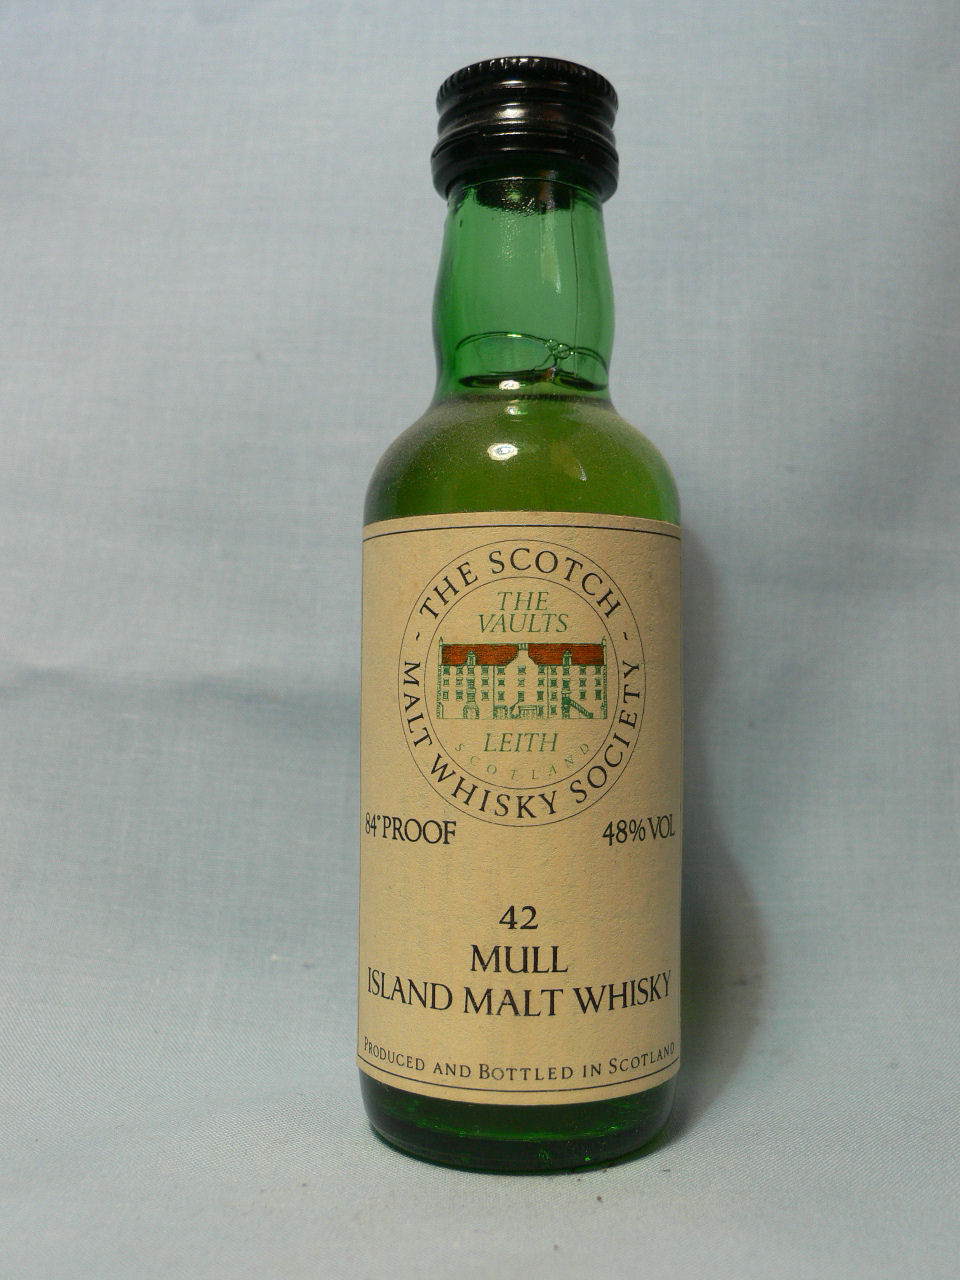 - THE SCOTCH -
MALT WHISKY SOCIETY
THE
VAULTS
LEITH
SCOTLAND
84° PROOF
48% VOL
42
MULL
ISLAND MALT WHISKY
PRODUCED AND BOTTLED IN SCOTLAND